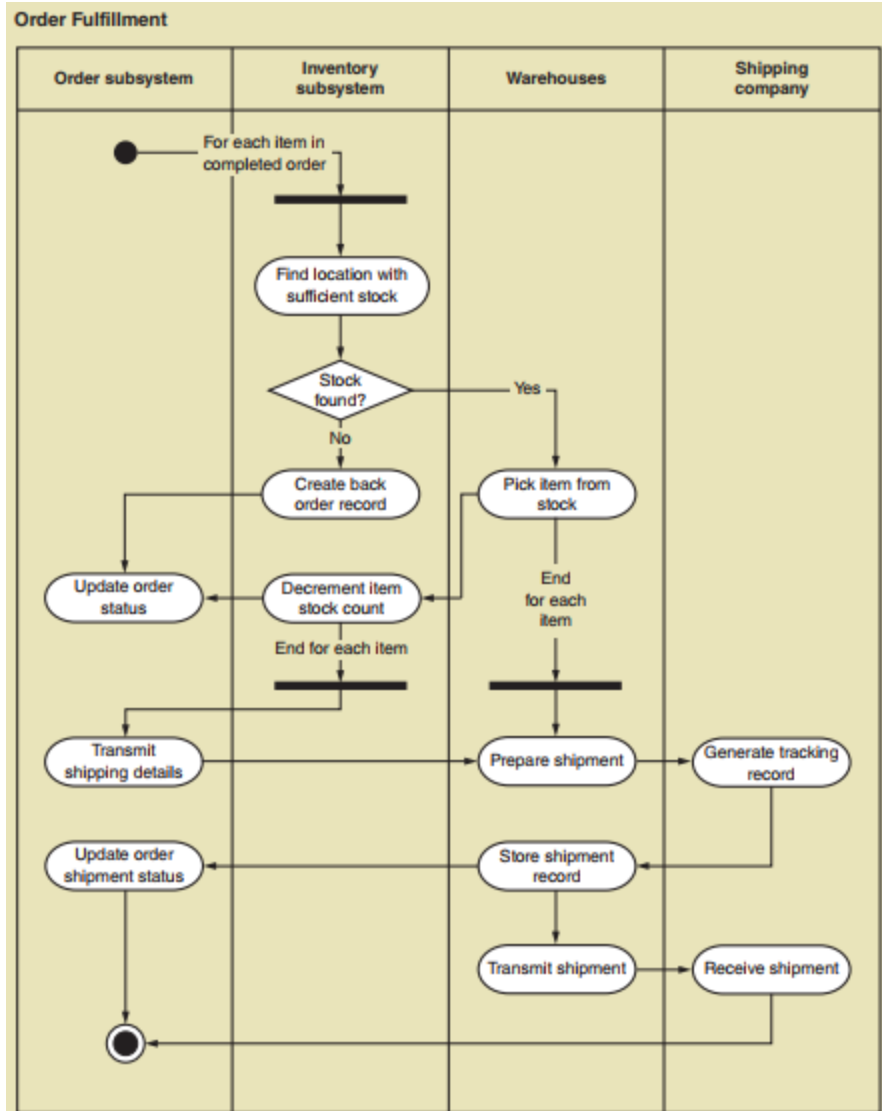 Order Fulfillment
Order subsystem
Inventory
subsystem
Warehouses
Shipping
company
For each item in
completed order
Find location with
sufficient stock
Stock
found?
Yes
No
Create back
order record
Pick item from
stock
Update order
status
Decrement item
stock count
End
for each
item
End for each item
Transmit
shipping details
Prepare shipment
Generate tracking
record
Update order
shipment status
Store shipment
record
Transmit shipment
Receive shipment